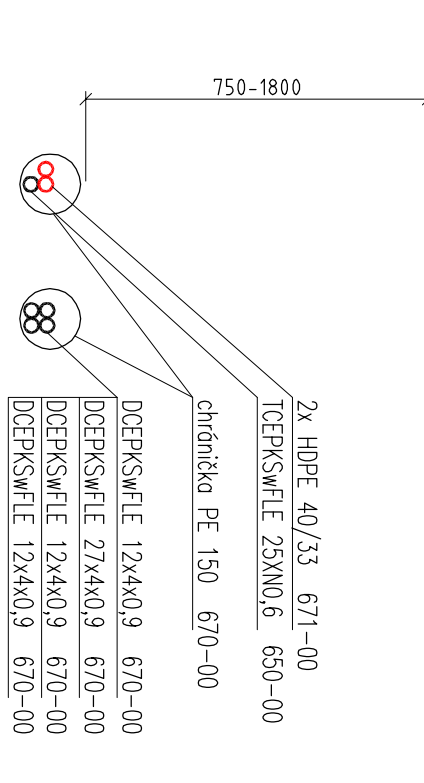 750-1800
2x HDPE 40/33 671-00
TCEPKSwFLE 25XN0,6 650-00
chránička PE 150 670-00
DCEPKSwFLE 12x4x0,9 670-00
DCEPKSwFLE 27x4x0,9 670-00
DCEPKSwFLE 12x4x0,9 670-00
DCEPKSwFLE 12x4x0,9 670-00